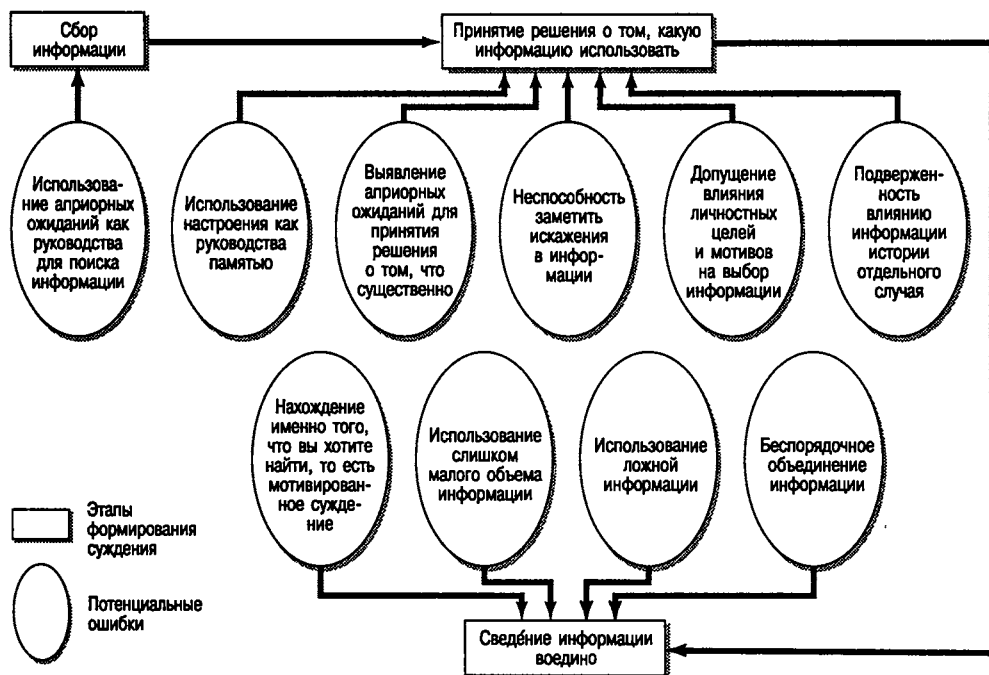 Сбор
информации
Принятие решения о том, какую
информацию использовать
Использова-
ние априорных
ожиданий как
руководства
для поиска
информации
Использование
настроения как
руководства
памятью
Выявление
априорных
ожиданий для
принятия
решения
о том, что
существенно
Неспособность
заметить
искажения
в инфор-
мации
Допущение
влияния
личностных
целей
и мотивов
на выбор
информации
Подвержен-
ность
влиянию
информации
истории
отдельного
случая
Нахождение
именно того,
что вы хотите
найти, то есть
мотивирован-
ное сужде-
ние
Использование
слишком
малого объема
информации
Использование
ложной
информации
Беспорядочное
объединение
информации
Этапы
формирования
суждения
Потенциальные
ошибки
Сведе́ние информации
воедино